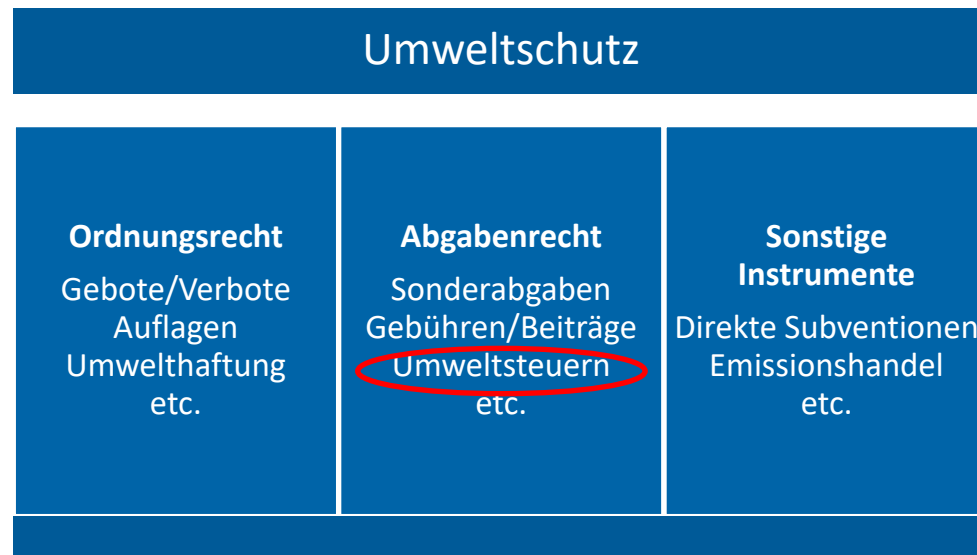 Umweltschutz
Ordnungsrecht
Gebote/Verbote
Auflagen
Umwelthaftung
etc.
Abgabenrecht
Sonderabgaben
Gebühren/Beiträge
Umweltsteuern
etc.
Sonstige
Instrumente
Direkte Subventionen
Emissionshandel
etc.